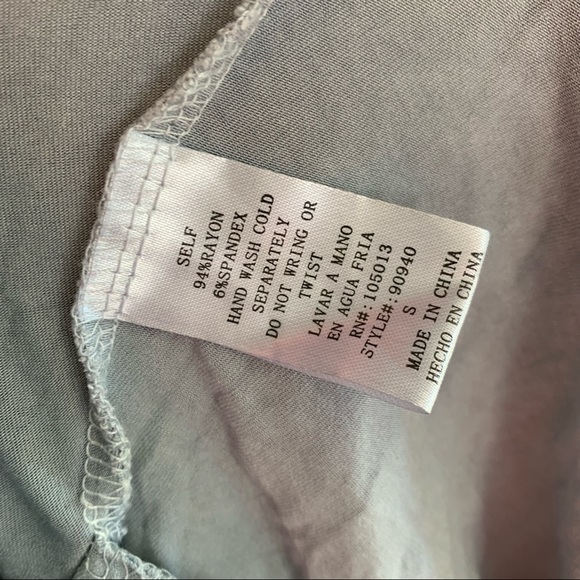 SELF
94%RAYON
6%SPANDEX
HAND WASH COLD
SEPARATELY
DO NOT WRING OR
TWIST
LAVAR A MANO
EN AGUA FRIA
RN#:105013
STYLE#:90940
S
MADE IN CHINA
HECHO EN CHINA